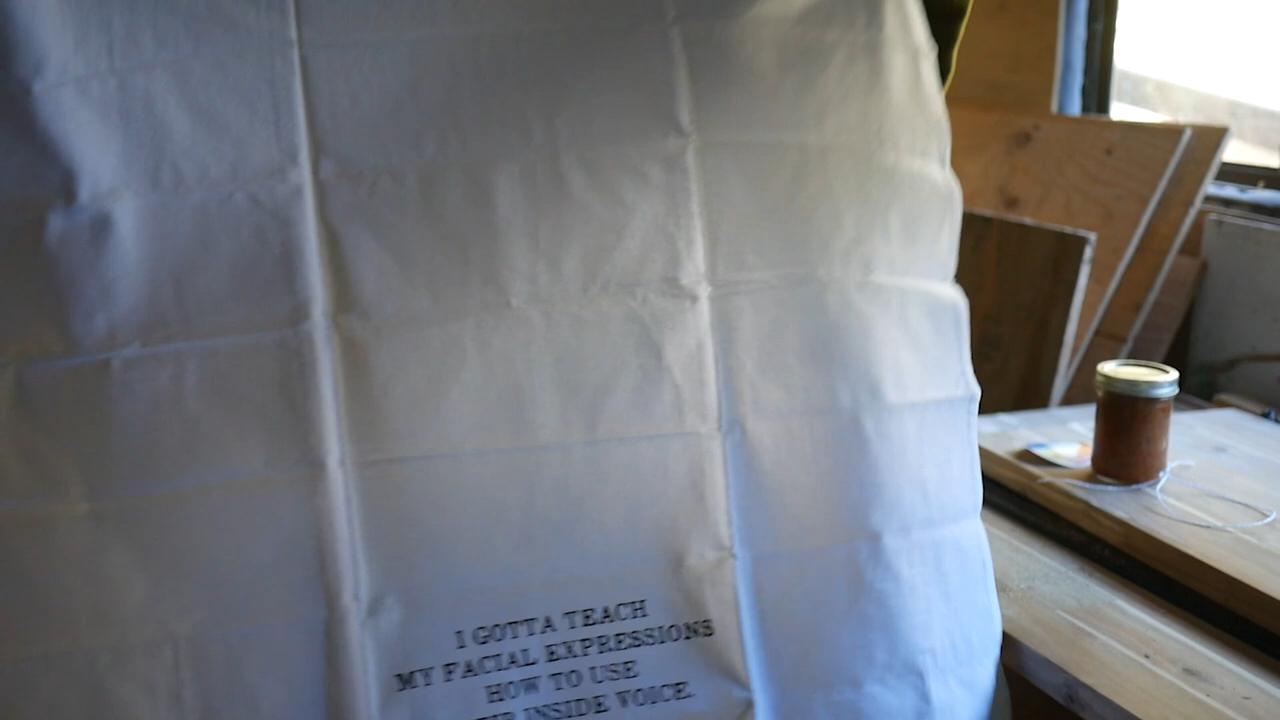 I GOTTA TEACH
MY FACIAL EXPRESSIONS
HOW TO USE
INSIDE VOICE.